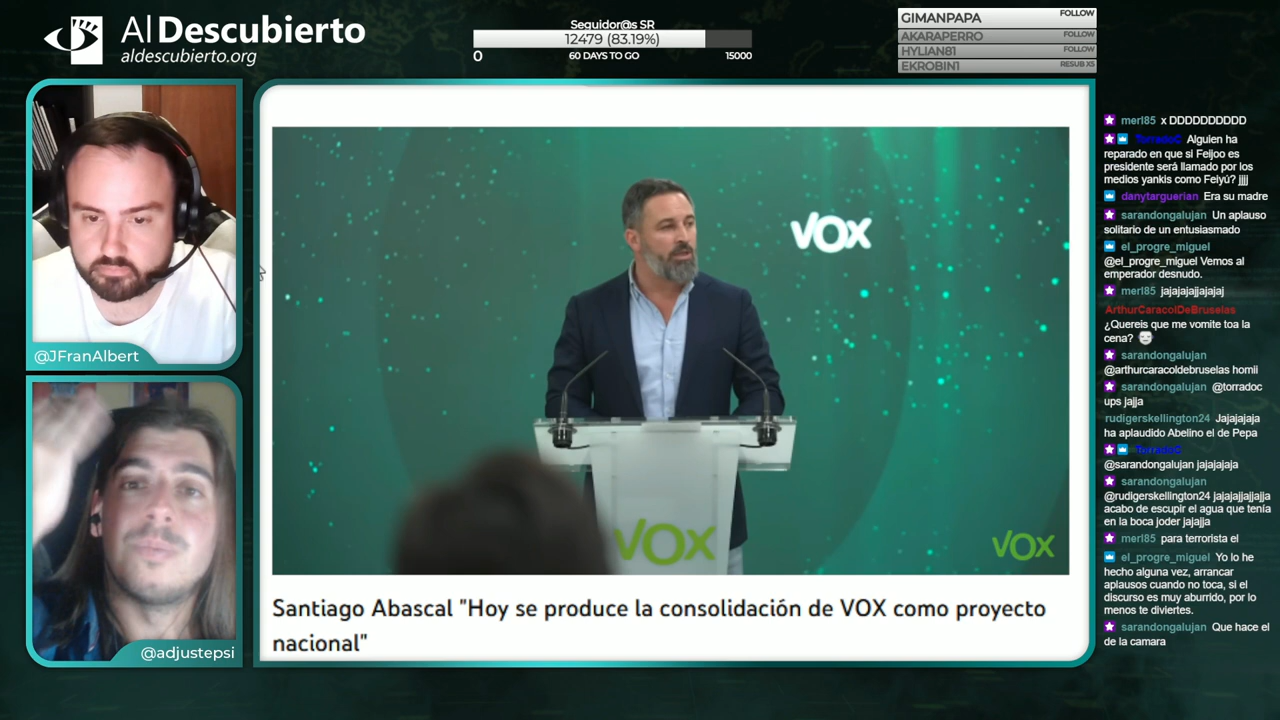 Al Descubierto
aldescubierto.org
Seguidor@s SR
12479 (83.19%)
0
60 DAYS TO GO
15000
GIMANPAPA FOLLOW
AKARAPERRO FOLLOW
HYLIAN81 FOLLOW
EKROBIN1 RESUB X5
@JFranAlbert
@adjustepsi
VOX
VOX
VOX
Santiago Abascal "Hoy se produce la consolidación de VOX como proyecto
nacional"
merl85 x DDDDDDDDDD
TorradoC Alguien ha
reparado en que si Feijoo es
presidente será llamado por los
medios yankis como Feiyú? jjjj
danytarguerian Era su madre
sarandongalujan Un aplauso
solitario de un entusiasmado
el_progre_miguel
@el_progre_miguel Vemos al
emperador desnudo.
merl85 jajajajjajajaj
ArthurCaracolDeBruselas
¿Quereis que me vomite toa la
cena?
sarandongalujan
@arthurcaracoldebruselas homii
sarandongalujan @torradoc
ups jajja
rudigerskellington24 Jajajajaja
ha aplaudido Abelino el de Pepa
TorradoC
@sarandongalujan jajajajaja
sarandongalujan
@rudigerskellington24 jajajajjajajjajja
acabo de escupir el agua que tenía
en la boca joder jajajja
merl85 para terrorista el
el_progre_miguel Yo lo he
hecho alguna vez, arrancar
aplausos cuando no toca, si el
discurso es muy aburrido, por lo
menos te diviertes.
sarandongalujan Que hace el
de la camara